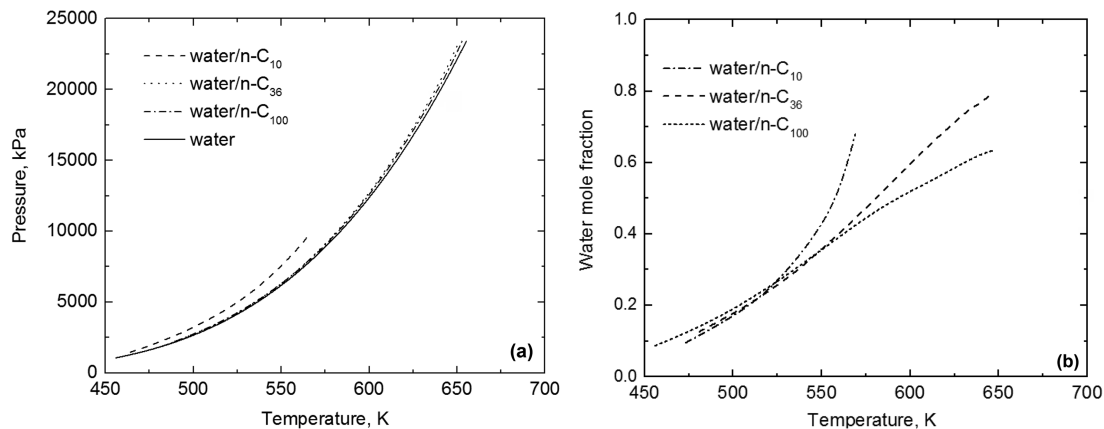 25000
20000
15000
10000
5000
0
Pressure, kPa
water/n-C₁₀
water/n-C₃₆
water/n-C₁₀₀
water
(a)
450 500 550 600 650 700
Temperature, K
1.0
0.8
0.6
0.4
0.2
0.0
Water mole fraction
water/n-C₁₀
water/n-C₃₆
water/n-C₁₀₀
(b)
450 500 550 600 650 700
Temperature, K